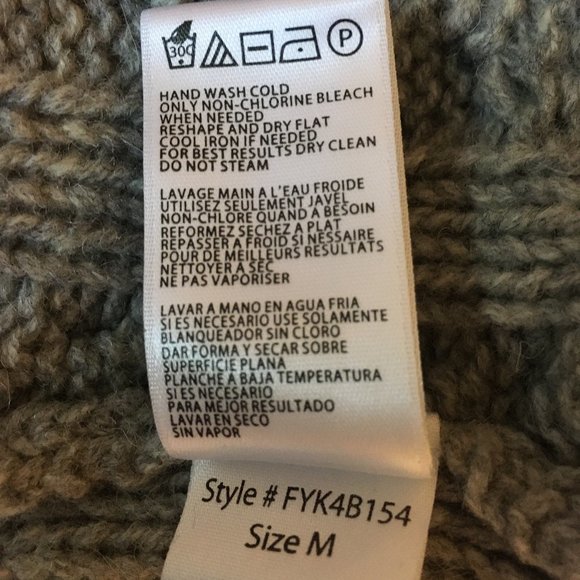 30C P
HAND WASH COLD
ONLY NON-CHLORINE BLEACH
WHEN NEEDED
RESHAPE AND DRY FLAT
COOL IRON IF NEEDED
FOR BEST RESULTS DRY CLEAN
DO NOT STEAM
LAVAGE MAIN A L'EAU FROIDE
UTILISEZ SEULEMENT JAVEL
NON-CHLORE QUAND A BESOIN
REFORMEZ SECHEZ A PLAT
REPASSER A FROID SI NESSAIRE
POUR DE MEILLEURS RESULTATS
NETTOYER A SEC
NE PAS VAPORISER
LAVAR A MANO EN AGUA FRIA
SI ES NECESARIO USE SOLAMENTE
BLANQUEADOR SIN CLORO
DAR FORMA Y SECAR SOBRE
SUPERFICIE PLANA
PLANCHE A BAJA TEMPERATURA
SI ES NECESARIO
PARA MEJOR RESULTADO
LAVAR EN SECO
SIN VAPOR
Style # FYK4B154
Size M